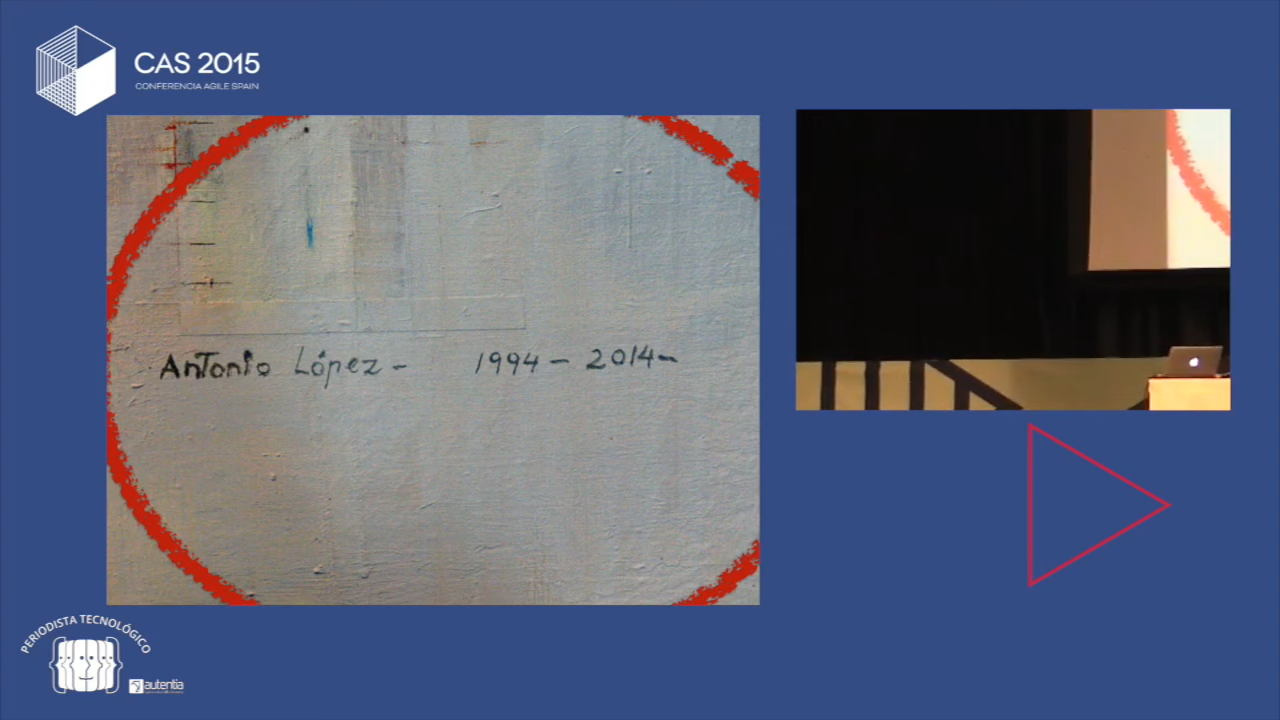 CAS 2015
CONFERENCIA AGILE SPAIN
AnTonio López - 1994 - 2014 -
PERIODISTA TECNOLÓGICO
autentia